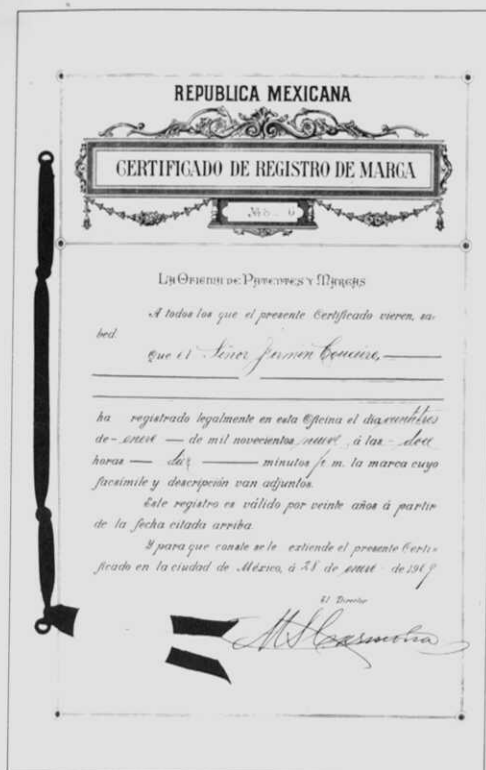 REPUBLICA MEXICANA
CERTIFICADO DE REGISTRO DE MARCA
LA OFICINA DE PATENTES Y MARCAS
A todos los que el presente Certificado vieren, sa-
bed.
Que el Señor Fermin
ha registrado legalmente en esta Oficina el dia veintitres
de - enero - de mil novecientos nueve, á las - doce
horas - diez - minutos p. m. la marca cuyo
facsímile y descripción van adjuntos.
Este registro es válido por veinte años á partir
de la fecha citada arriba.
Y para que conste se le extiende el presente Certi-
ficado en la ciudad de México, á 28 de enero de 1909
El Director